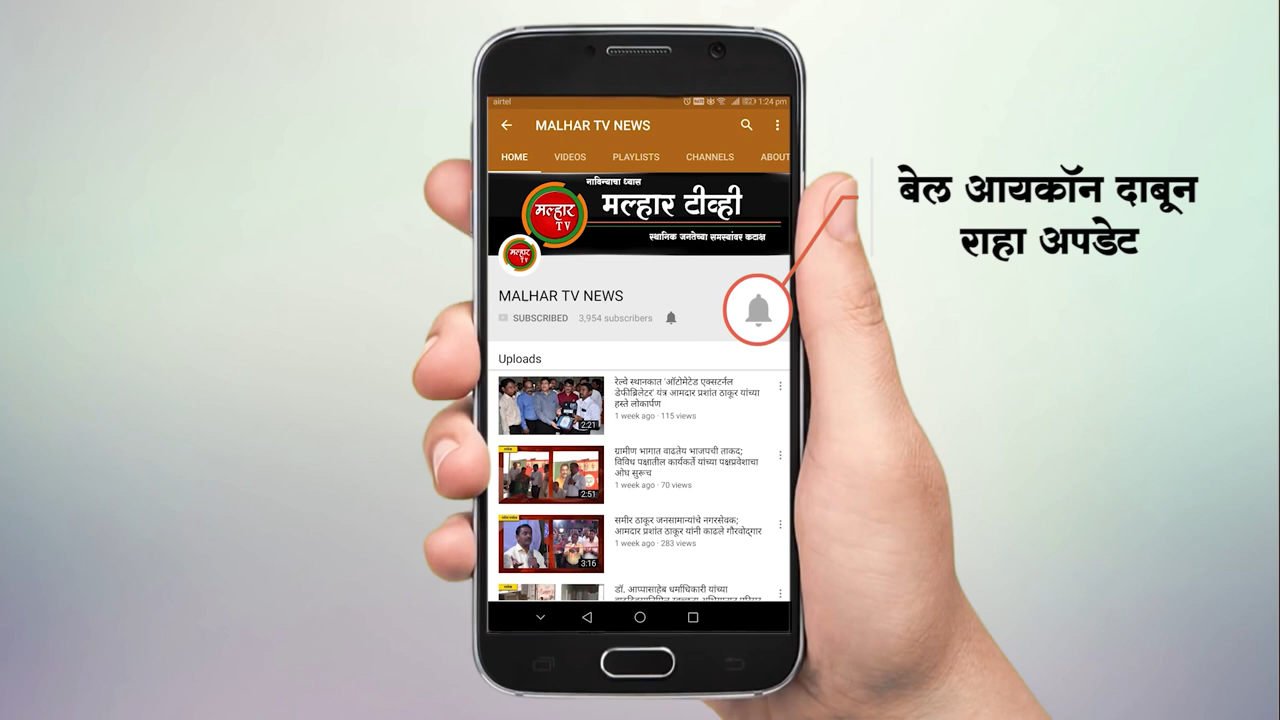 airtel 1:24 pm
MALHAR TV NEWS
HOME VIDEOS PLAYLISTS CHANNELS ABOUT
नाविन्याचा ध्यास
मल्हार टीव्ही
स्थानिक जनतेच्या समस्यांवर कटाक्ष
मल्हार
TV
मल्हार
TV
MALHAR TV NEWS
SUBSCRIBED 3,954 subscribers
Uploads
रेल्वे स्थानकात 'ऑटोमेटेड एक्सटर्नल
डेफीब्रिलेटर' यंत्र आमदार प्रशांत ठाकूर यांच्या
हस्ते लोकार्पण
1 week ago · 115 views
2:21
ग्रामीण भागात वाढतेय भाजपची ताकद;
विविध पक्षातील कार्यकर्ते यांच्या पक्षप्रवेशाचा
ओघ सुरूच
1 week ago · 70 views
2:51
समीर ठाकूर जनसामान्यांचे नगरसेवक;
आमदार प्रशांत ठाकूर यांनी काढले गौरवोद्गार
1 week ago · 283 views
3:16
डॉ. आप्पासाहेब धर्माधिकारी यांच्या
बेल आयकॉन दाबून
राहा अपडेट